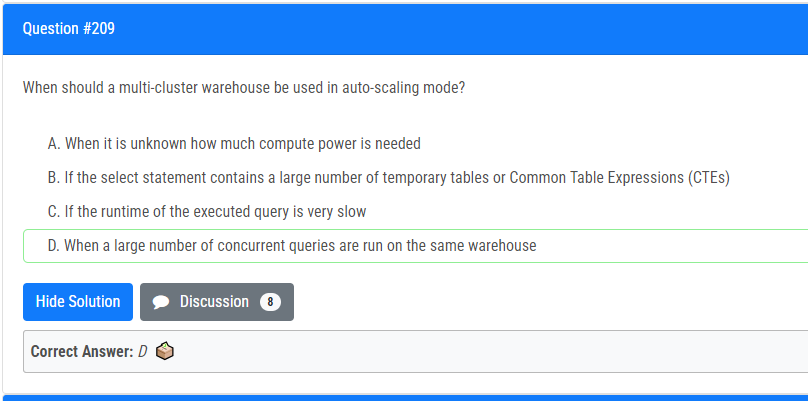 Question #209
When should a multi-cluster warehouse be used in auto-scaling mode?
A. When it is unknown how much compute power is needed
B. If the select statement contains a large number of temporary tables or Common Table Expressions (CTEs)
C. If the runtime of the executed query is very slow
D. When a large number of concurrent queries are run on the same warehouse
Hide Solution Discussion 8
Correct Answer: D